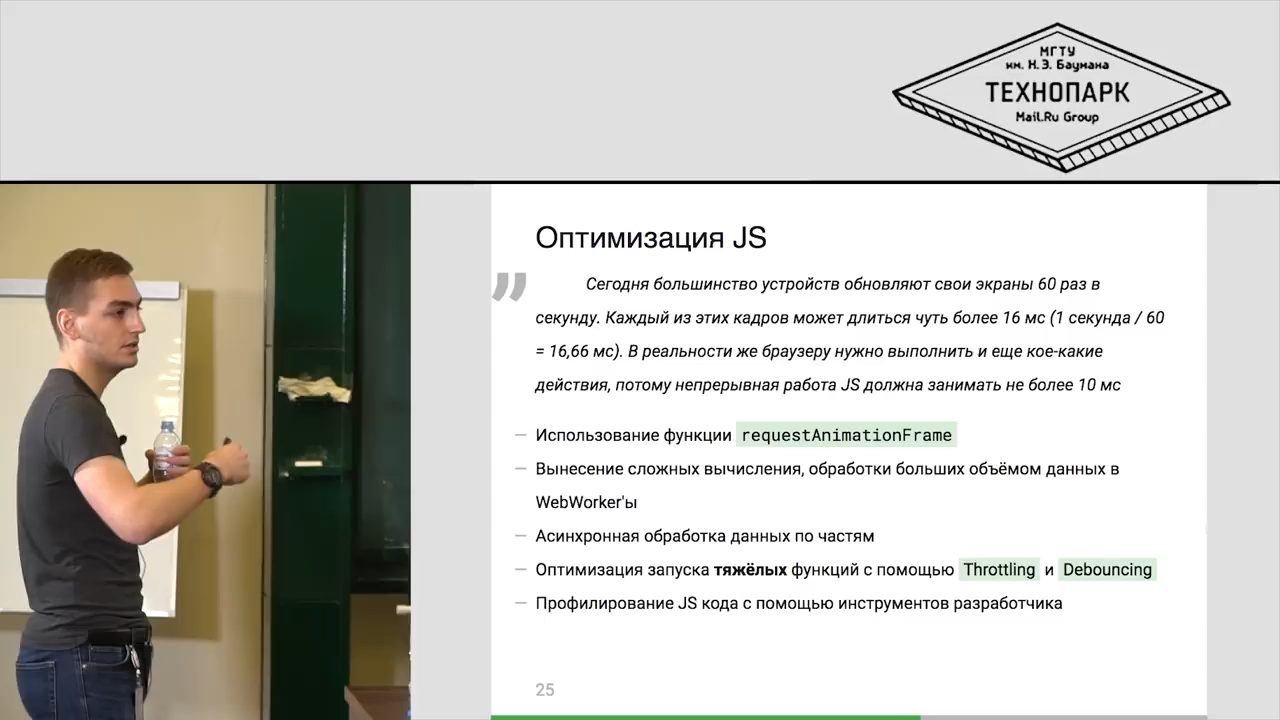 МГТУ
им. Н.Э. Баумана
ТЕХНОПАРК
Mail.Ru Group
Оптимизация JS
” Сегодня большинство устройств обновляют свои экраны 60 раз в
секунду. Каждый из этих кадров может длиться чуть более 16 мс (1 секунда / 60
= 16,66 мс). В реальности же браузеру нужно выполнить и еще кое-какие
действия, потому непрерывная работа JS должна занимать не более 10 мс
— Использование функции requestAnimationFrame
— Вынесение сложных вычисления, обработки больших объёмом данных в
WebWorker'ы
— Асинхронная обработка данных по частям
— Оптимизация запуска тяжёлых функций с помощью Throttling и Debouncing
— Профилирование JS кода с помощью инструментов разработчика
25